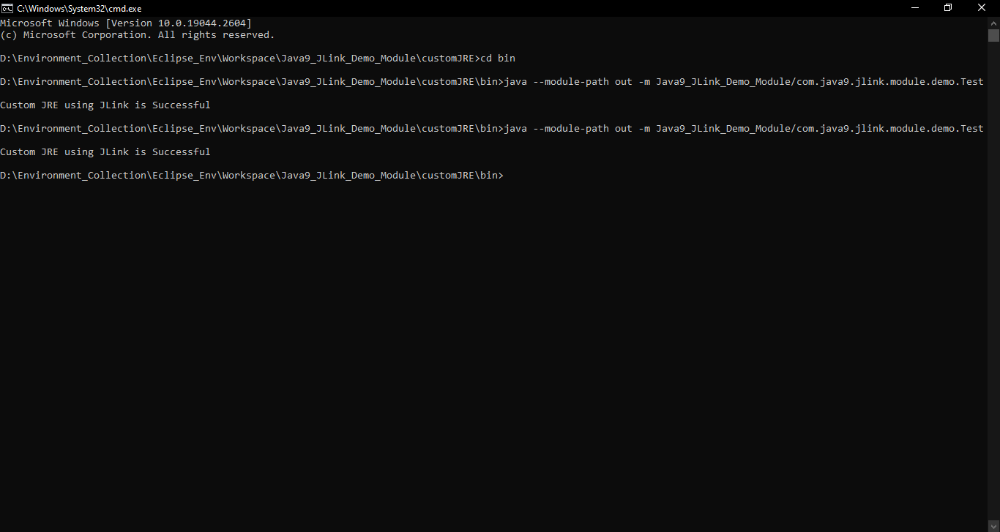 C:\Windows\System32\cmd.exe
Microsoft Windows [Version 10.0.19044.2604]
(c) Microsoft Corporation. All rights reserved.
D:\Environment_Collection\Eclipse_Env\Workspace\Java9_JLink_Demo_Module\customJRE>cd bin
D:\Environment_Collection\Eclipse_Env\Workspace\Java9_JLink_Demo_Module\customJRE\bin>java --module-path out -m Java9_JLink_Demo_Module/com.java9.jlink.module.demo.Test
Custom JRE using JLink is Successful
D:\Environment_Collection\Eclipse_Env\Workspace\Java9_JLink_Demo_Module\customJRE\bin>java --module-path out -m Java9_JLink_Demo_Module/com.java9.jlink.module.demo.Test
Custom JRE using JLink is Successful
D:\Environment_Collection\Eclipse_Env\Workspace\Java9_JLink_Demo_Module\customJRE\bin>